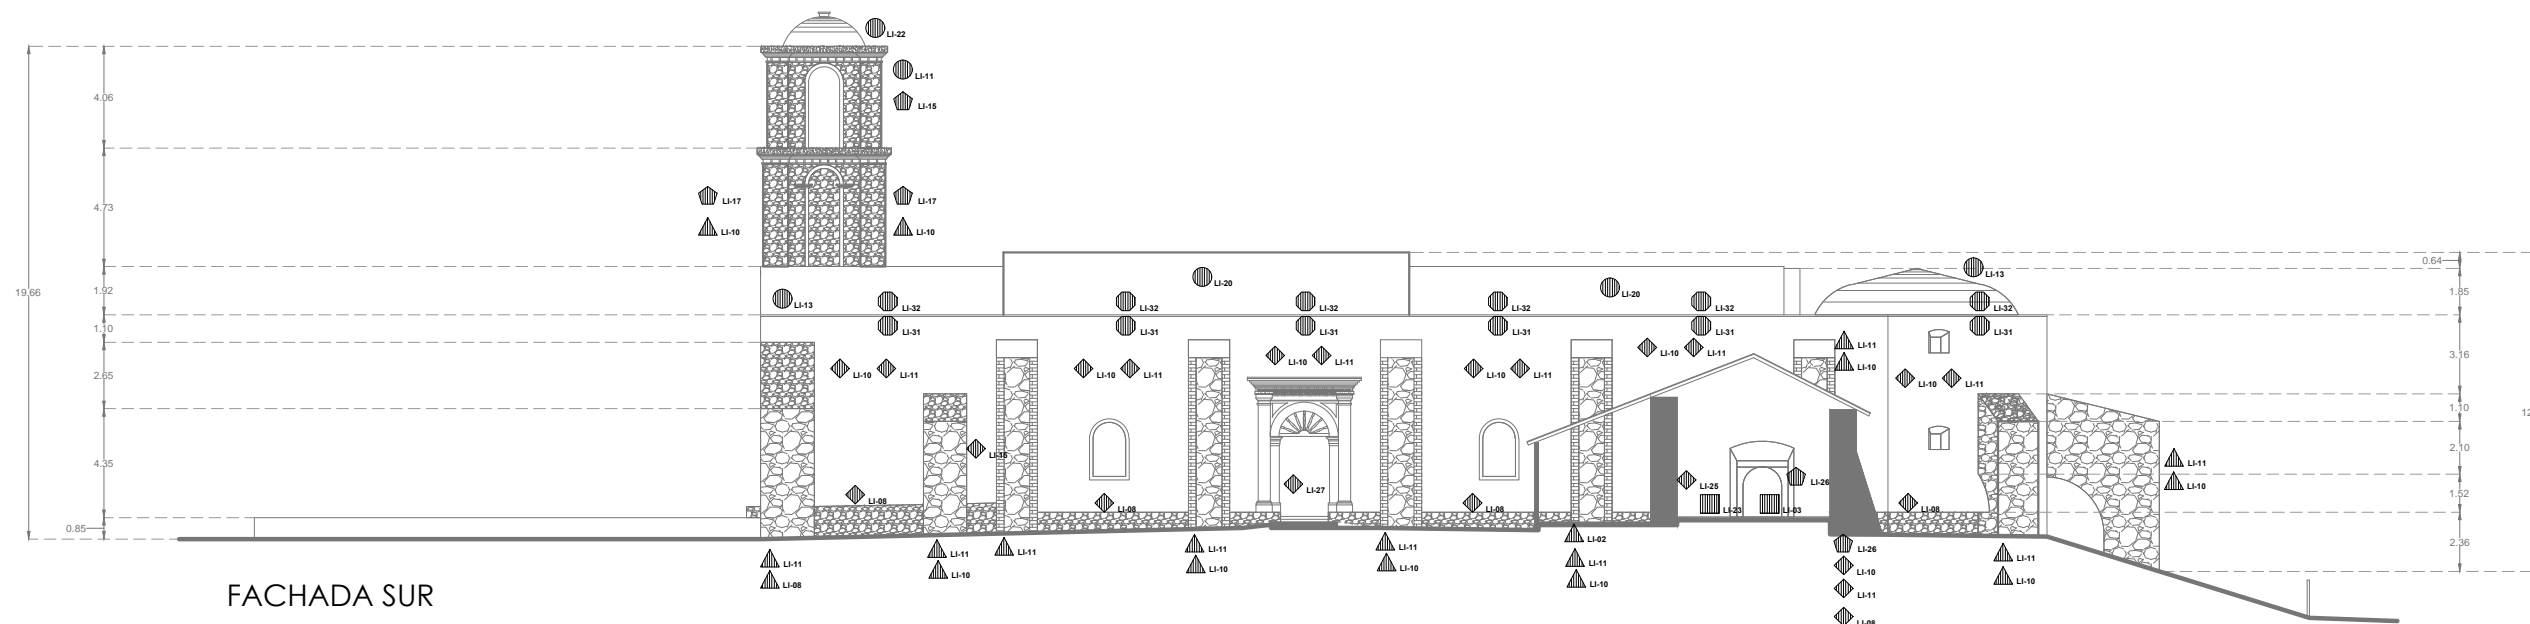 LI-22
LI-11
4.06
LI-15
LI-17 LI-17
4.73
LI-10 LI-10
0.64
LI-13
LI-20
LI-20
19.66 1.92 1.85
LI-13 LI-32 LI-32 LI-32 LI-32 LI-32 LI-32
1.10 LI-31 LI-31 LI-31 LI-31 LI-31 LI-31
LI-10 LI-11 LI-11
LI-10 LI-11 LI-10
3.16
LI-10 LI-11 LI-10 LI-11 LI-10 LI-11
2.65 LI-10 LI-11
1.10
12
2.10
4.35 LI-11
LI-25 LI-26 LI-10
LI-27
LI-08 1.52
LI-08 LI-08 LI-23 LI-03 LI-08
0.85
LI-02 LI-26 2.36
LI-11 LI-11 LI-11 LI-11 LI-11
LI-11 LI-10 LI-10 LI-11 LI-10 LI-10
LI-08 LI-10 LI-10
LI-11
FACHADA SUR
LI-08